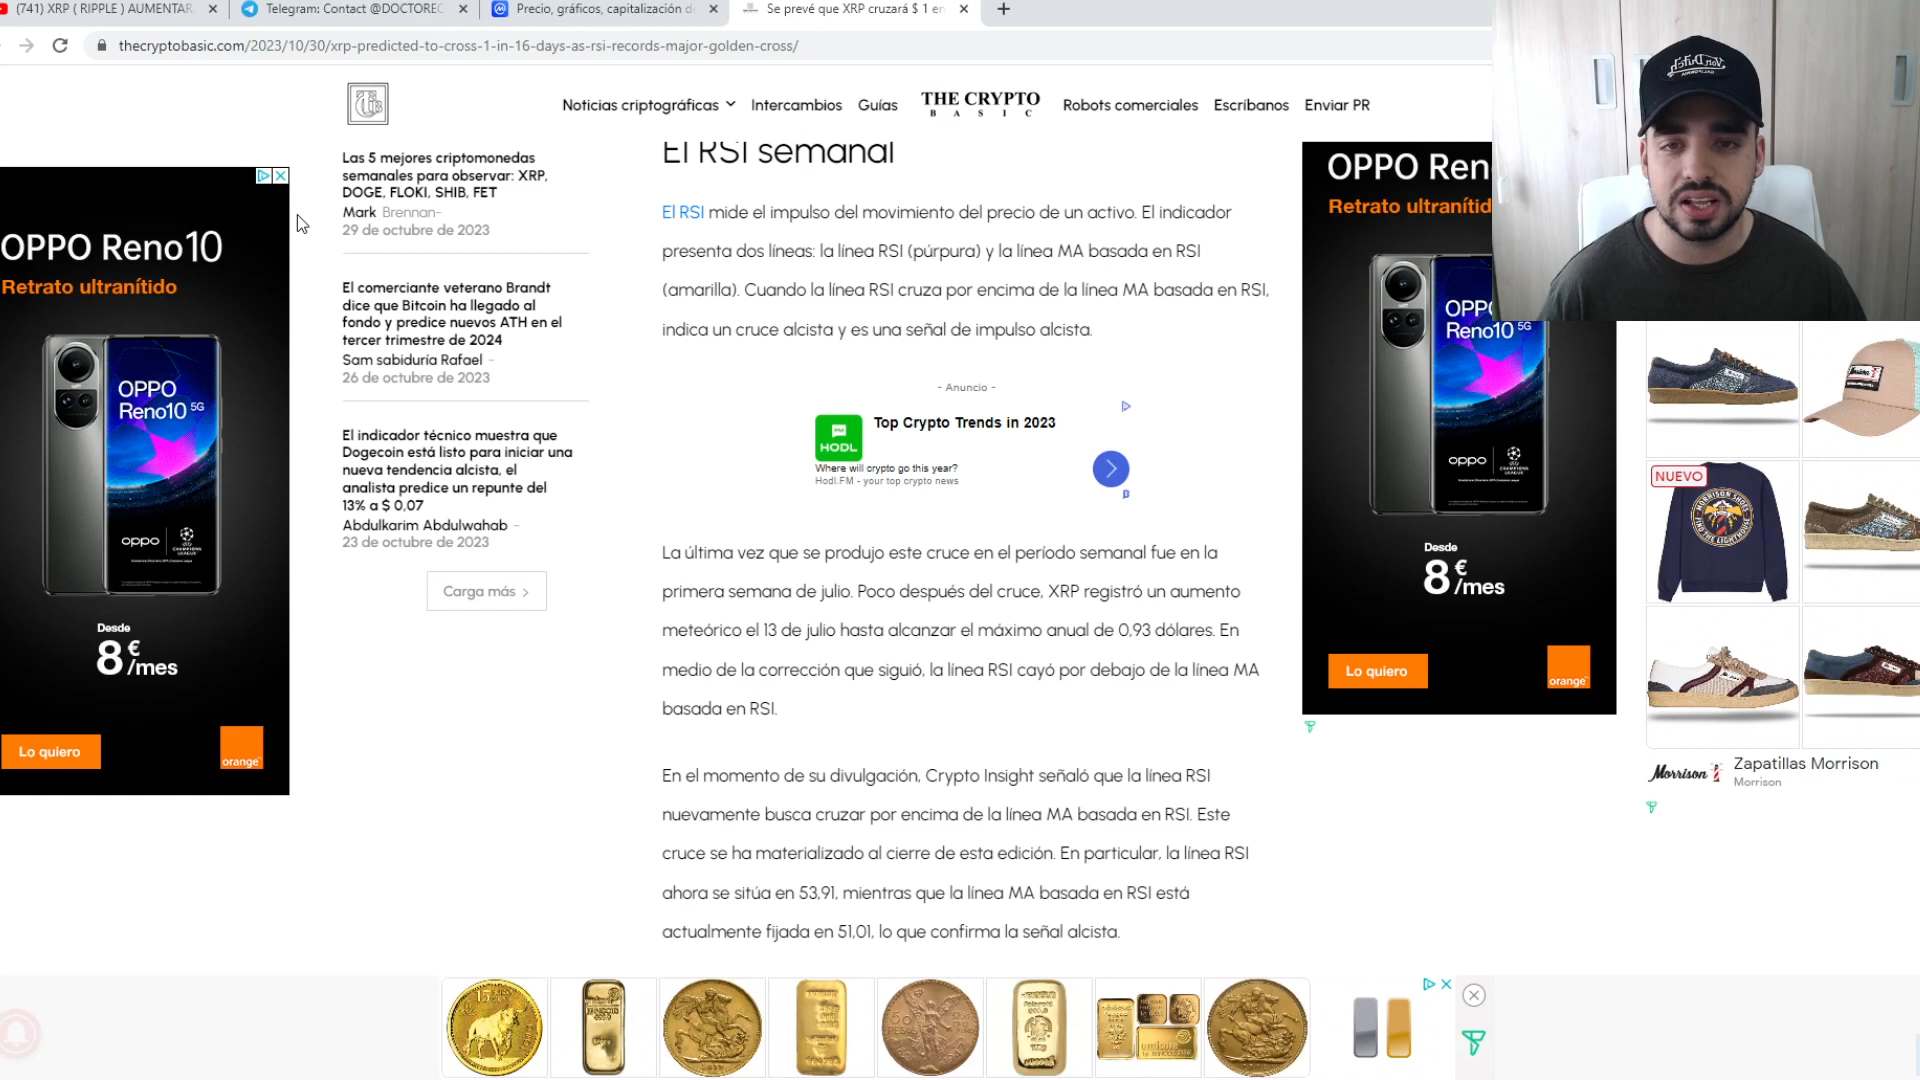 (741) XRP ( RIPPLE ) AUMENTAR
Telegram: Contact @DOCTOREC
Precio, gráficos, capitalización de
Se prevé que XRP cruzará $ 1 en
thecryptobasic.com/2023/10/30/xrp-predicted-to-cross-1-in-16-days-as-rsi-records-major-golden-cross/
Noticias criptográficas
Intercambios
Guías
THE CRYPTO
BASIC
Robots comerciales
Escríbanos
Enviar PR
Las 5 mejores criptomonedas
semanales para observar: XRP,
DOGE, FLOKI, SHIB, FET
Mark Brennan-
29 de octubre de 2023
El comerciante veterano Brandt
dice que Bitcoin ha llegado al
fondo y predice nuevos ATH en el
tercer trimestre de 2024
Sam sabiduría Rafael -
26 de octubre de 2023
El indicador técnico muestra que
Dogecoin está listo para iniciar una
nueva tendencia alcista, el
analista predice un repunte del
13% a $ 0,07
Abdulkarim Abdulwahab -
23 de octubre de 2023
Carga más
OPPO Reno10
Retrato ultranítido
OPPO
Reno10 5G
oppo
CHAMPIONS
LEAGUE
Desde
8€/mes
Lo quiero
orange
El RSI semanal
El RSI mide el impulso del movimiento del precio de un activo. El indicador
presenta dos líneas: la línea RSI (púrpura) y la línea MA basada en RSI
(amarilla). Cuando la línea RSI cruza por encima de la línea MA basada en RSI,
indica un cruce alcista y es una señal de impulso alcista.
- Anuncio -
HODL
Top Crypto Trends in 2023
Where will crypto go this year?
Hodl.FM - your top crypto news
La última vez que se produjo este cruce en el período semanal fue en la
primera semana de julio. Poco después del cruce, XRP registró un aumento
meteórico el 13 de julio hasta alcanzar el máximo anual de 0,93 dólares. En
medio de la corrección que siguió, la línea RSI cayó por debajo de la línea MA
basada en RSI.
En el momento de su divulgación, Crypto Insight señaló que la línea RSI
nuevamente busca cruzar por encima de la línea MA basada en RSI. Este
cruce se ha materializado al cierre de esta edición. En particular, la línea RSI
ahora se sitúa en 53,91, mientras que la línea MA basada en RSI está
actualmente fijada en 51,01, lo que confirma la señal alcista.
OPPO Ren
Retrato ultranítid
OPP
Reno10 5G
oppo
Desde
8€/mes
Lo quiero
orange
NUEVO
Morrison
Zapatillas Morrison
Morrison